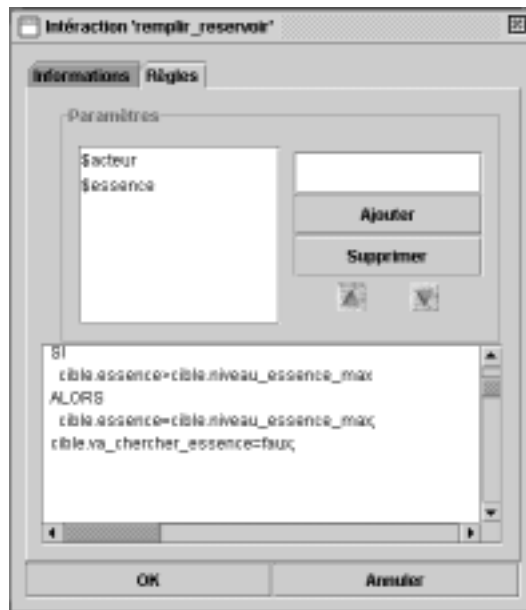 Intéraction 'remplir_reservoir'
Informations
Règles
Paramètres
$acteur
$essence
Ajouter
Supprimer
SI
cible.essence>cible.niveau_essence_max
ALORS
cible.essence=cible.niveau_essence_max;
cible.va_chercher_essence=faux;
OK
Annuler